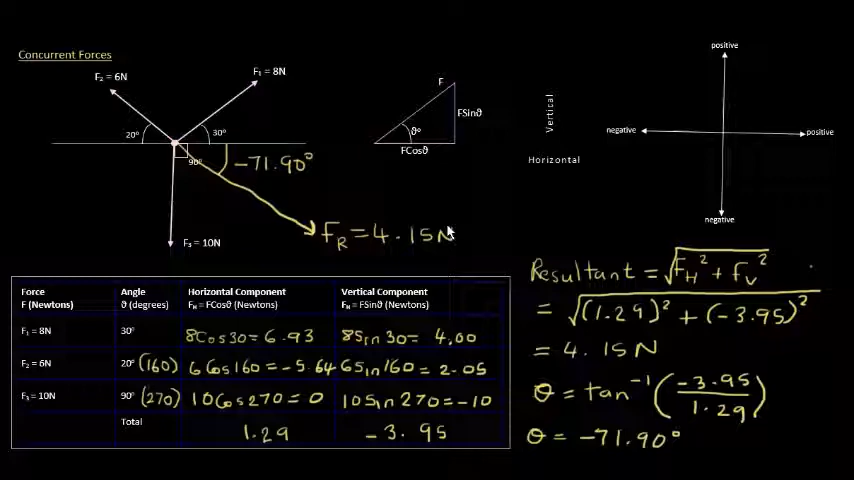 Concurrent Forces
F₂ = 6N
F₁ = 8N
20°
30°
90°
-71.90°
F₃ = 10N
F_R = 4.15N
F
FSinϑ
ϑ°
FCosϑ
positive
Vertical
negative
positive
Horizontal
negative
Force
F (Newtons)
Angle
ϑ (degrees)
Horizontal Component
F_H = FCosϑ (Newtons)
Vertical Component
F_H = FSinϑ (Newtons)
F₁ = 8N 30° 8Cos30 = 6.93 8Sin30 = 4.00
F₂ = 6N 20° (160) 6Cos160 = -5.64 6Sin160 = 2.05
F₃ = 10N 90° (270) 10Cos270 = 0 10Sin270 = -10
Total 1.29 -3.95
Resultant = √F_H² + F_V²
= √(1.29)² + (-3.95)²
= 4.15N
θ = tan⁻¹(-3.95/1.29)
θ = -71.90°